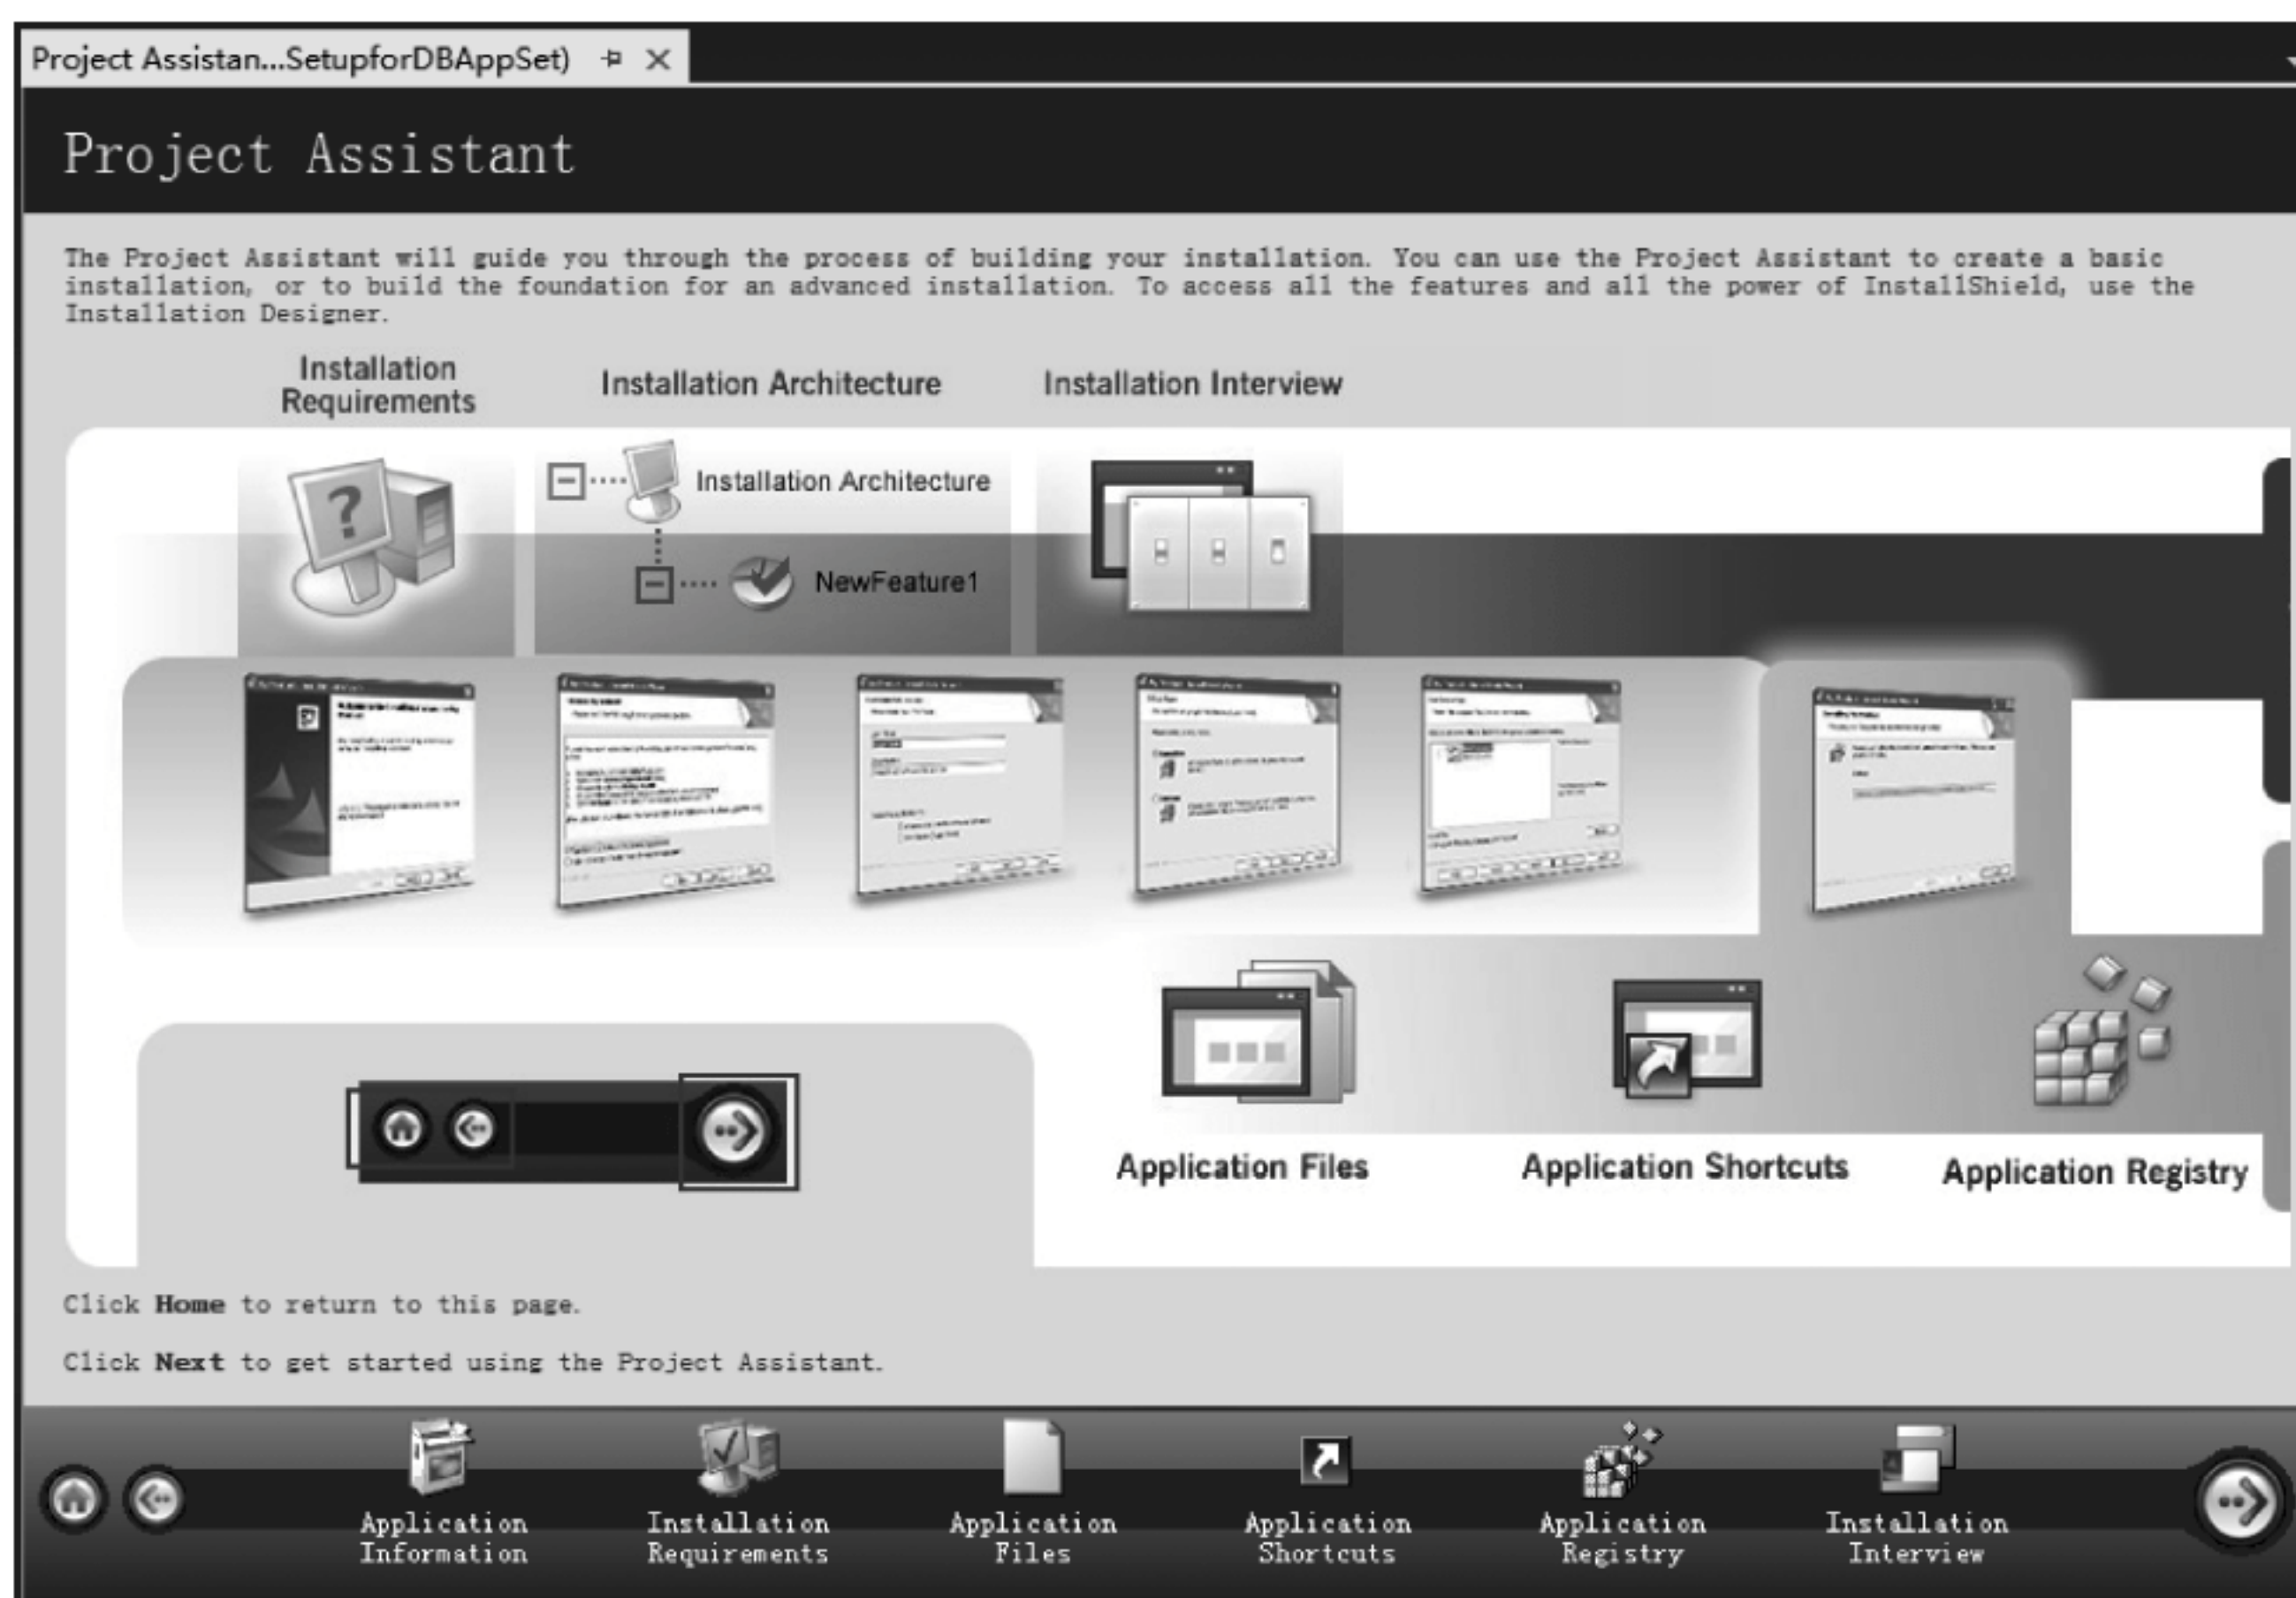 Project Assistan...SetupforDBAppSet)
Project Assistant
The Project Assistant will guide you through the process of building your installation. You can use the Project Assistant to create a basic
installation, or to build the foundation for an advanced installation. To access all the features and all the power of InstallShield, use the
Installation Designer.
Installation
Requirements
Installation Architecture
Installation Interview
Installation Architecture
NewFeature1
Application Files
Application Shortcuts
Application Registry
Click Home to return to this page.
Click Next to get started using the Project Assistant.
Application
Information
Installation
Requirements
Application
Files
Application
Shortcuts
Application
Registry
Installation
Interview